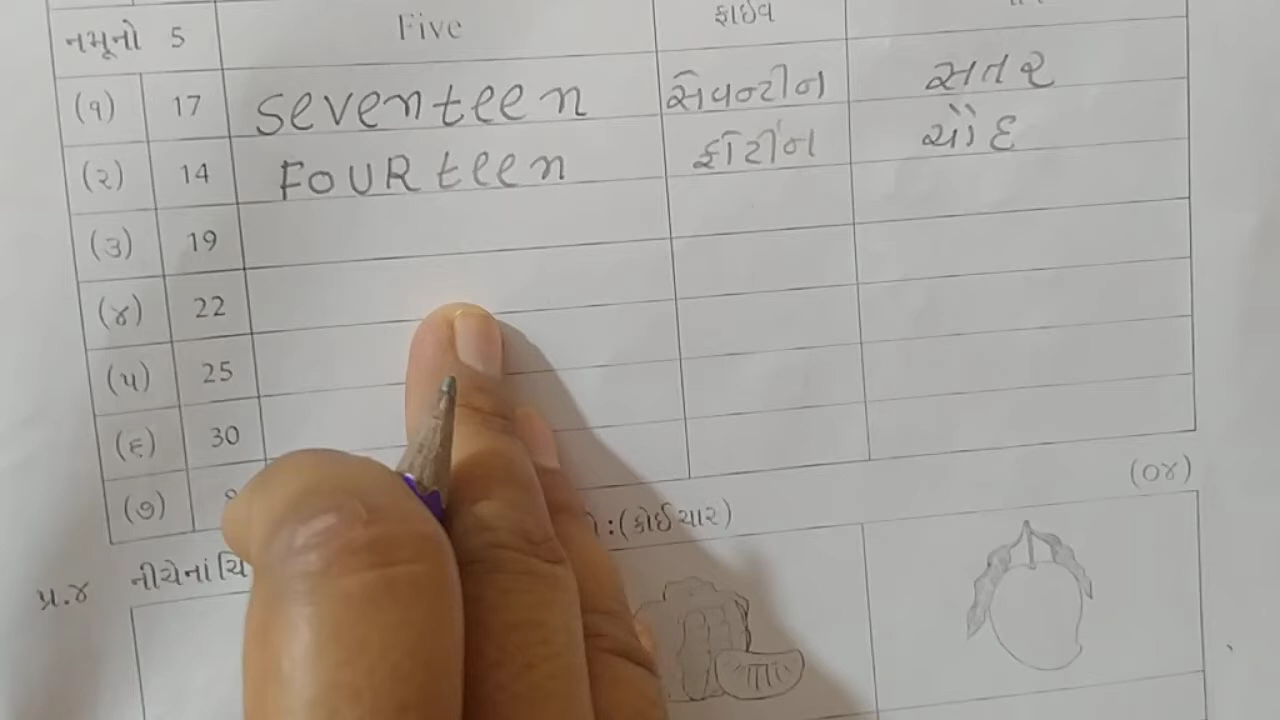 નમૂનો 5 Five ફાઈવ
(૧) 17 seventeen સેવન્ટીન સતર
(૨) 14 FOURteen ફોર્ટીન ચૌદ
(૩) 19
(૪) 22
(૫) 25
(૬) 30
(૭)
પ્ર.૪ નીચેનાં :(કોઈ ચાર) (૦૪)